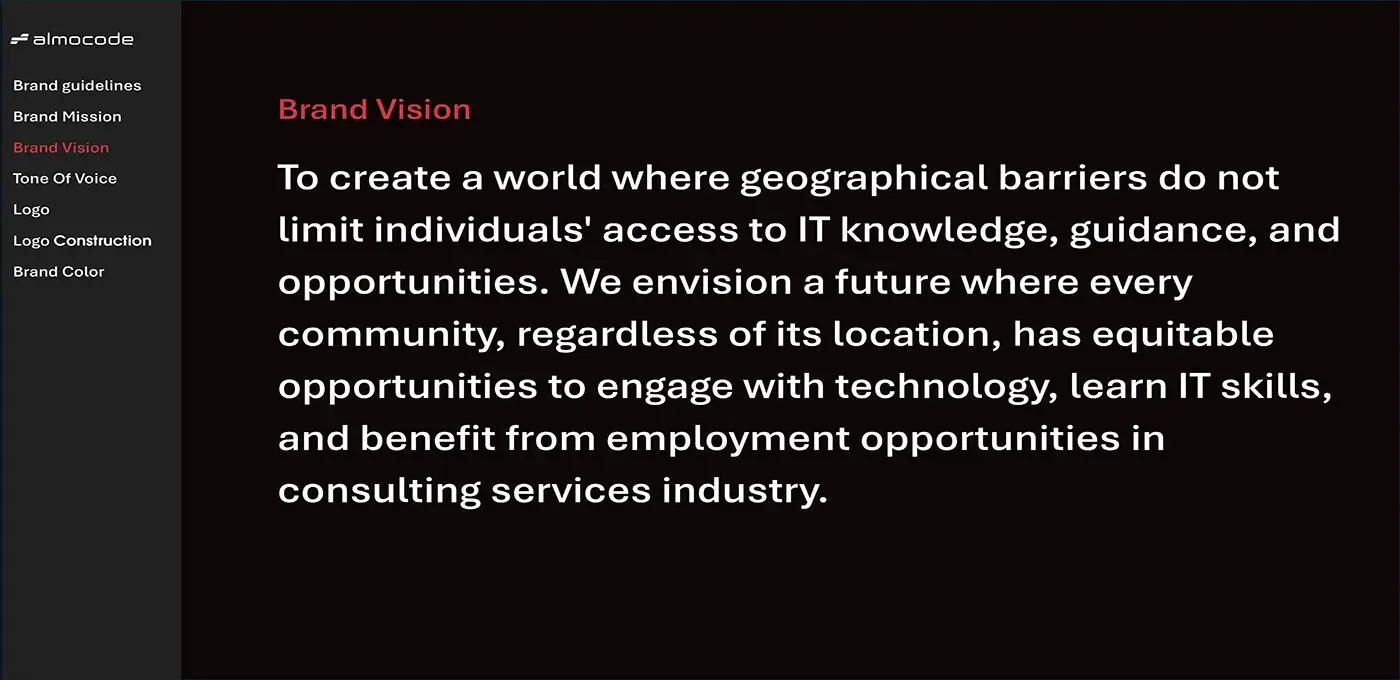 almocode
Brand guidelines
Brand Mission
Brand Vision
Tone Of Voice
Logo
Logo Construction
Brand Color
Brand Vision
To create a world where geographical barriers do not
limit individuals' access to IT knowledge, guidance, and
opportunities. We envision a future where every
community, regardless of its location, has equitable
opportunities to engage with technology, learn IT skills,
and benefit from employment opportunities in
consulting services industry.